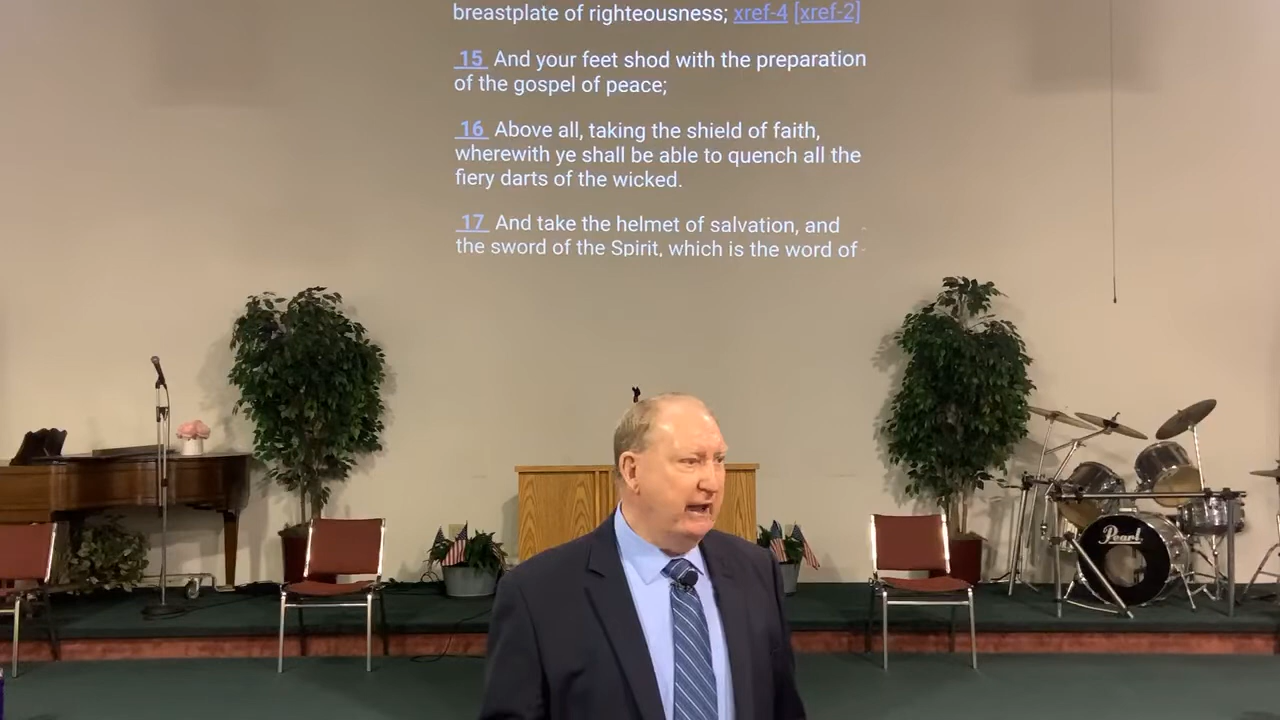 breastplate of righteousness; xref-4 [xref-2]
15 And your feet shod with the preparation
of the gospel of peace;
16 Above all, taking the shield of faith,
wherewith ye shall be able to quench all the
fiery darts of the wicked.
17 And take the helmet of salvation, and
the sword of the Spirit, which is the word of
Pearl